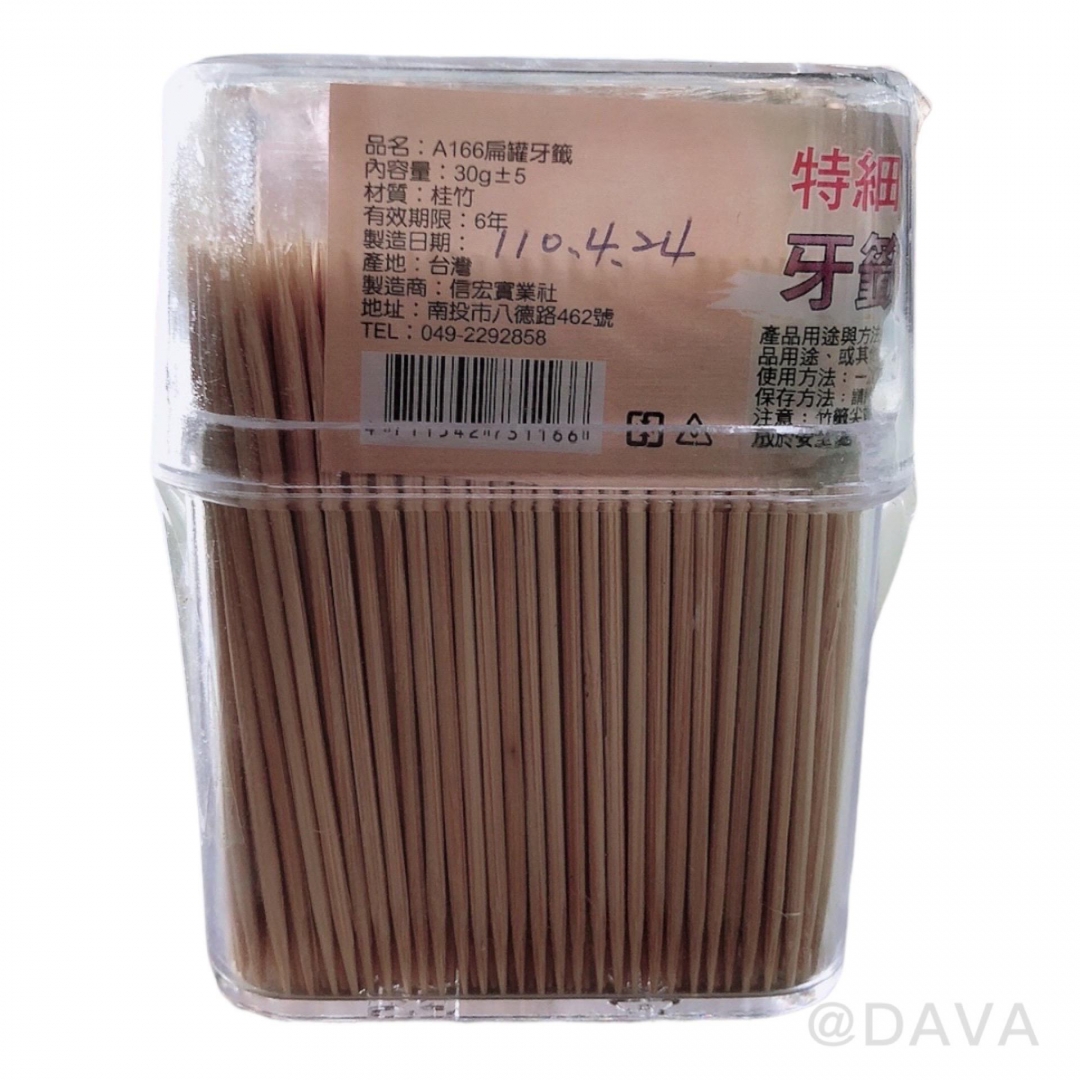 品名：A166扁罐牙籤
內容量：30g±5
材質：桂竹
有效期限：6年
製造日期：110.4.24
產地：台灣
製造商：信宏實業社
地址：南投市八德路462號
TEL：049-2292858
特細
牙籤
產品用途與方法
品用途、或其他
使用方法：一
保存方法：請
注意：竹籤尖
放於安全處
@DAVA